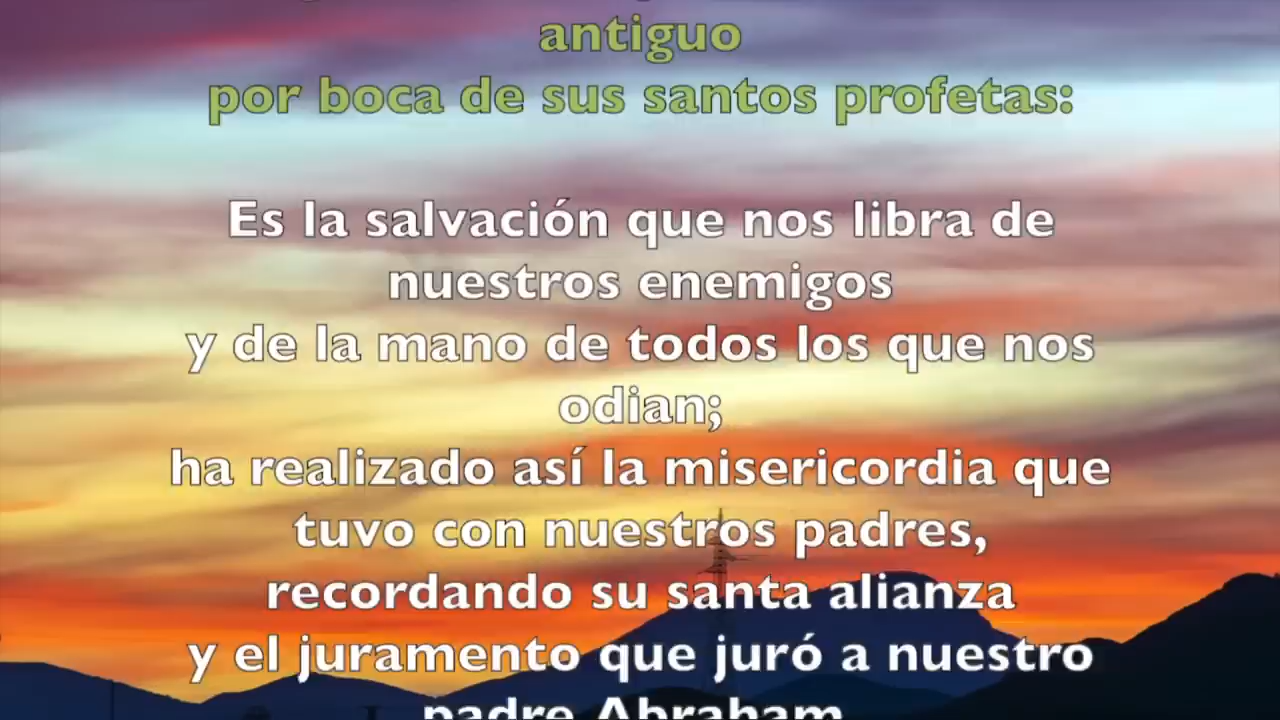 antiguo
por boca de sus santos profetas:
Es la salvación que nos libra de
nuestros enemigos
y de la mano de todos los que nos
odian;
ha realizado así la misericordia que
tuvo con nuestros padres,
recordando su santa alianza
y el juramento que juró a nuestro
padre Abraham